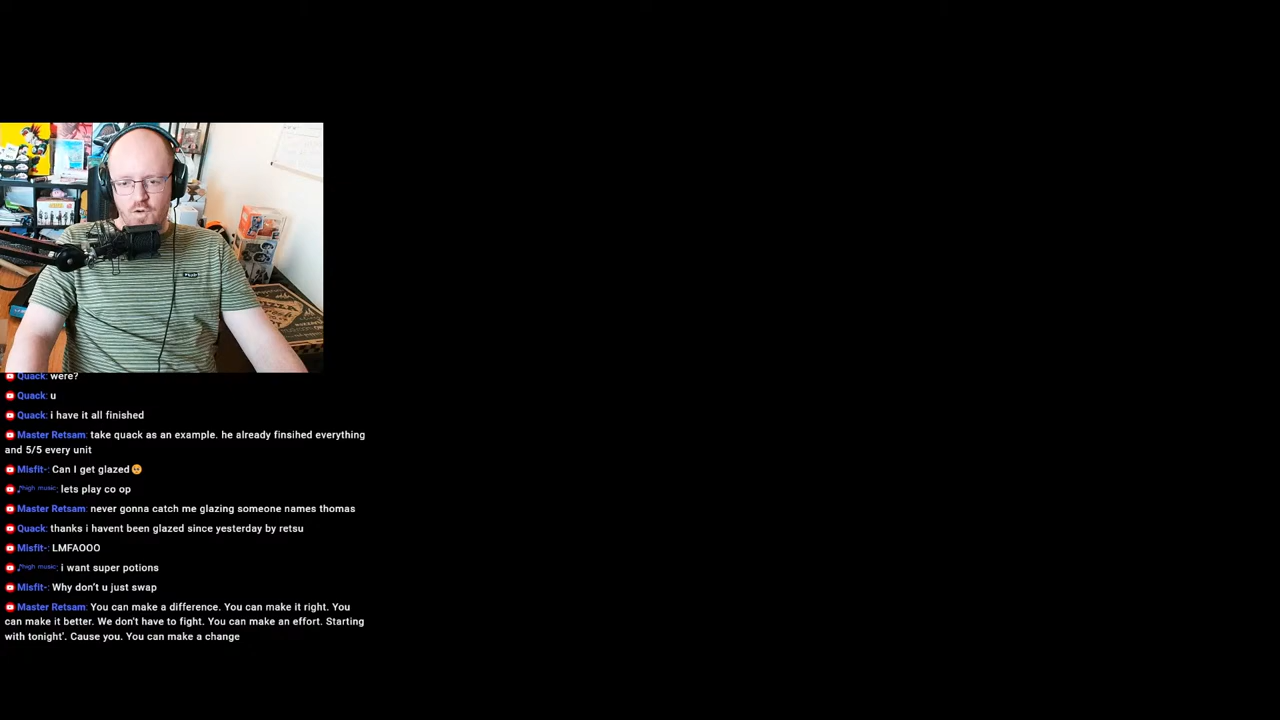 Quack: were?
Quack: u
Quack: i have it all finished
Master Retsam: take quack as an example. he already finsihed everything
and 5/5 every unit
Misfit-: Can I get glazed🥺
♪ʰⁱᵍʰ ᵐᵘˢⁱᶜ: lets play co op
Master Retsam: never gonna catch me glazing someone names thomas
Quack: thanks i havent been glazed since yesterday by retsu
Misfit-: LMFAOOO
♪ʰⁱᵍʰ ᵐᵘˢⁱᶜ: i want super potions
Misfit-: Why don't u just swap
Master Retsam: You can make a difference. You can make it right. You
can make it better. We don't have to fight. You can make an effort. Starting
with tonight'. Cause you. You can make a change